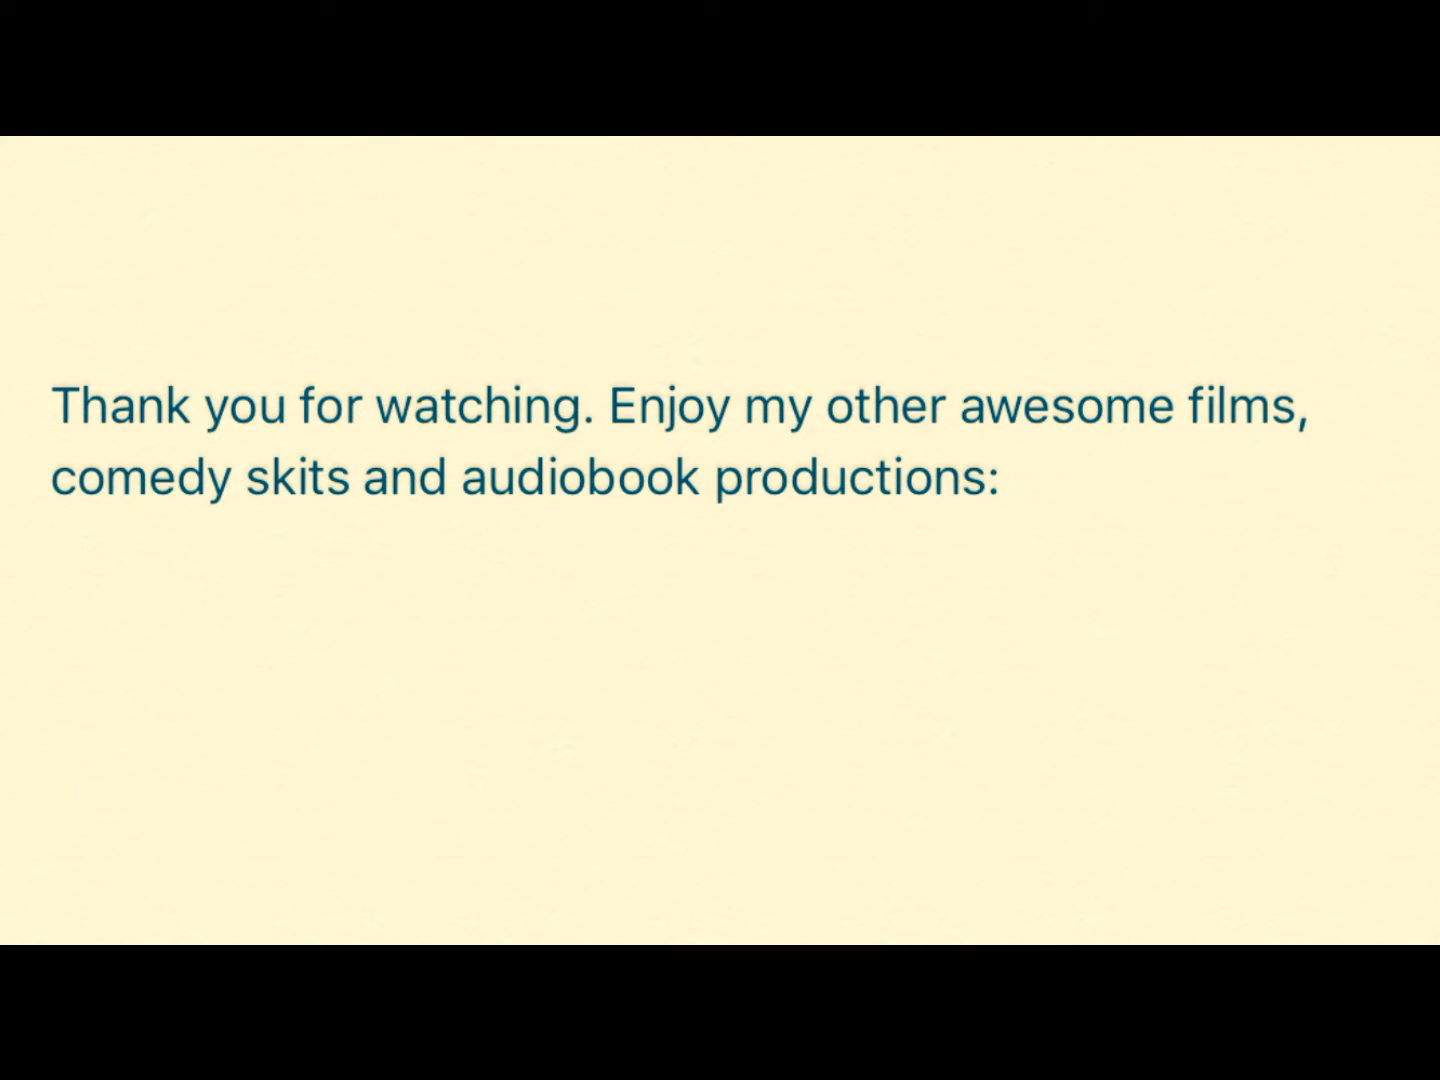 Thank you for watching. Enjoy my other awesome films,
comedy skits and audiobook productions: